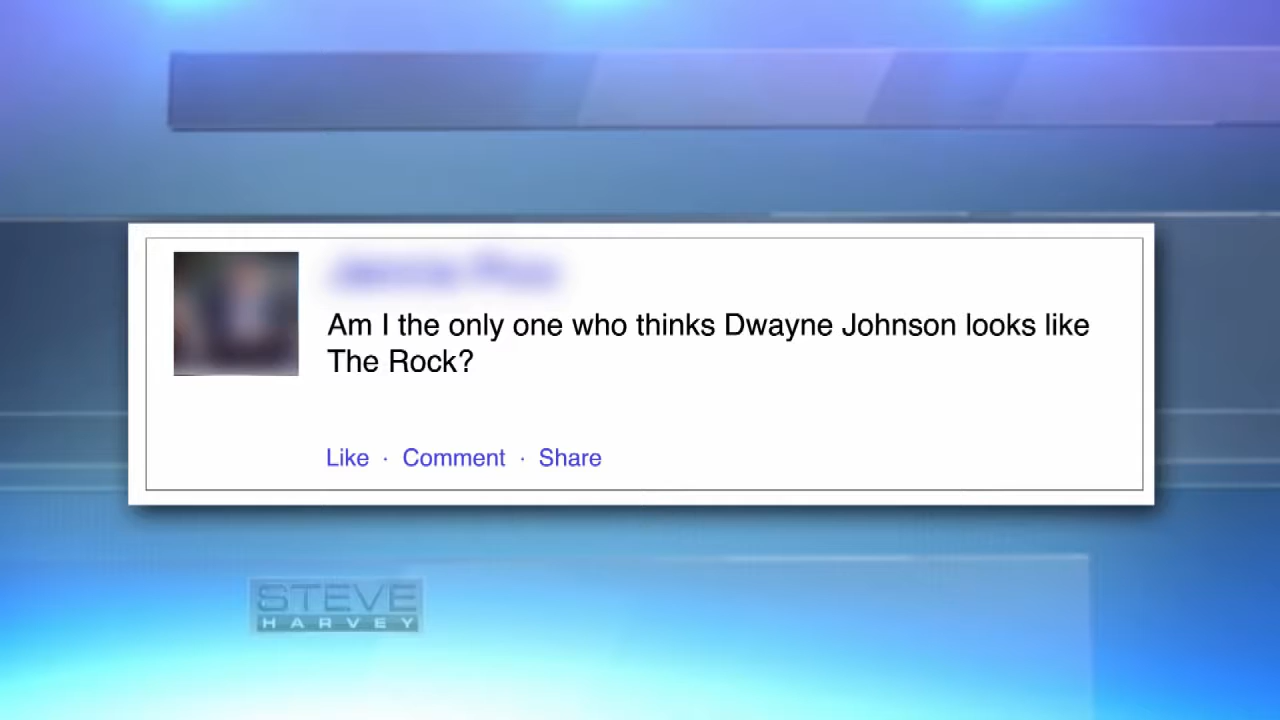 Am I the only one who thinks Dwayne Johnson looks like
The Rock?
Like · Comment · Share
STEVE
HARVEY